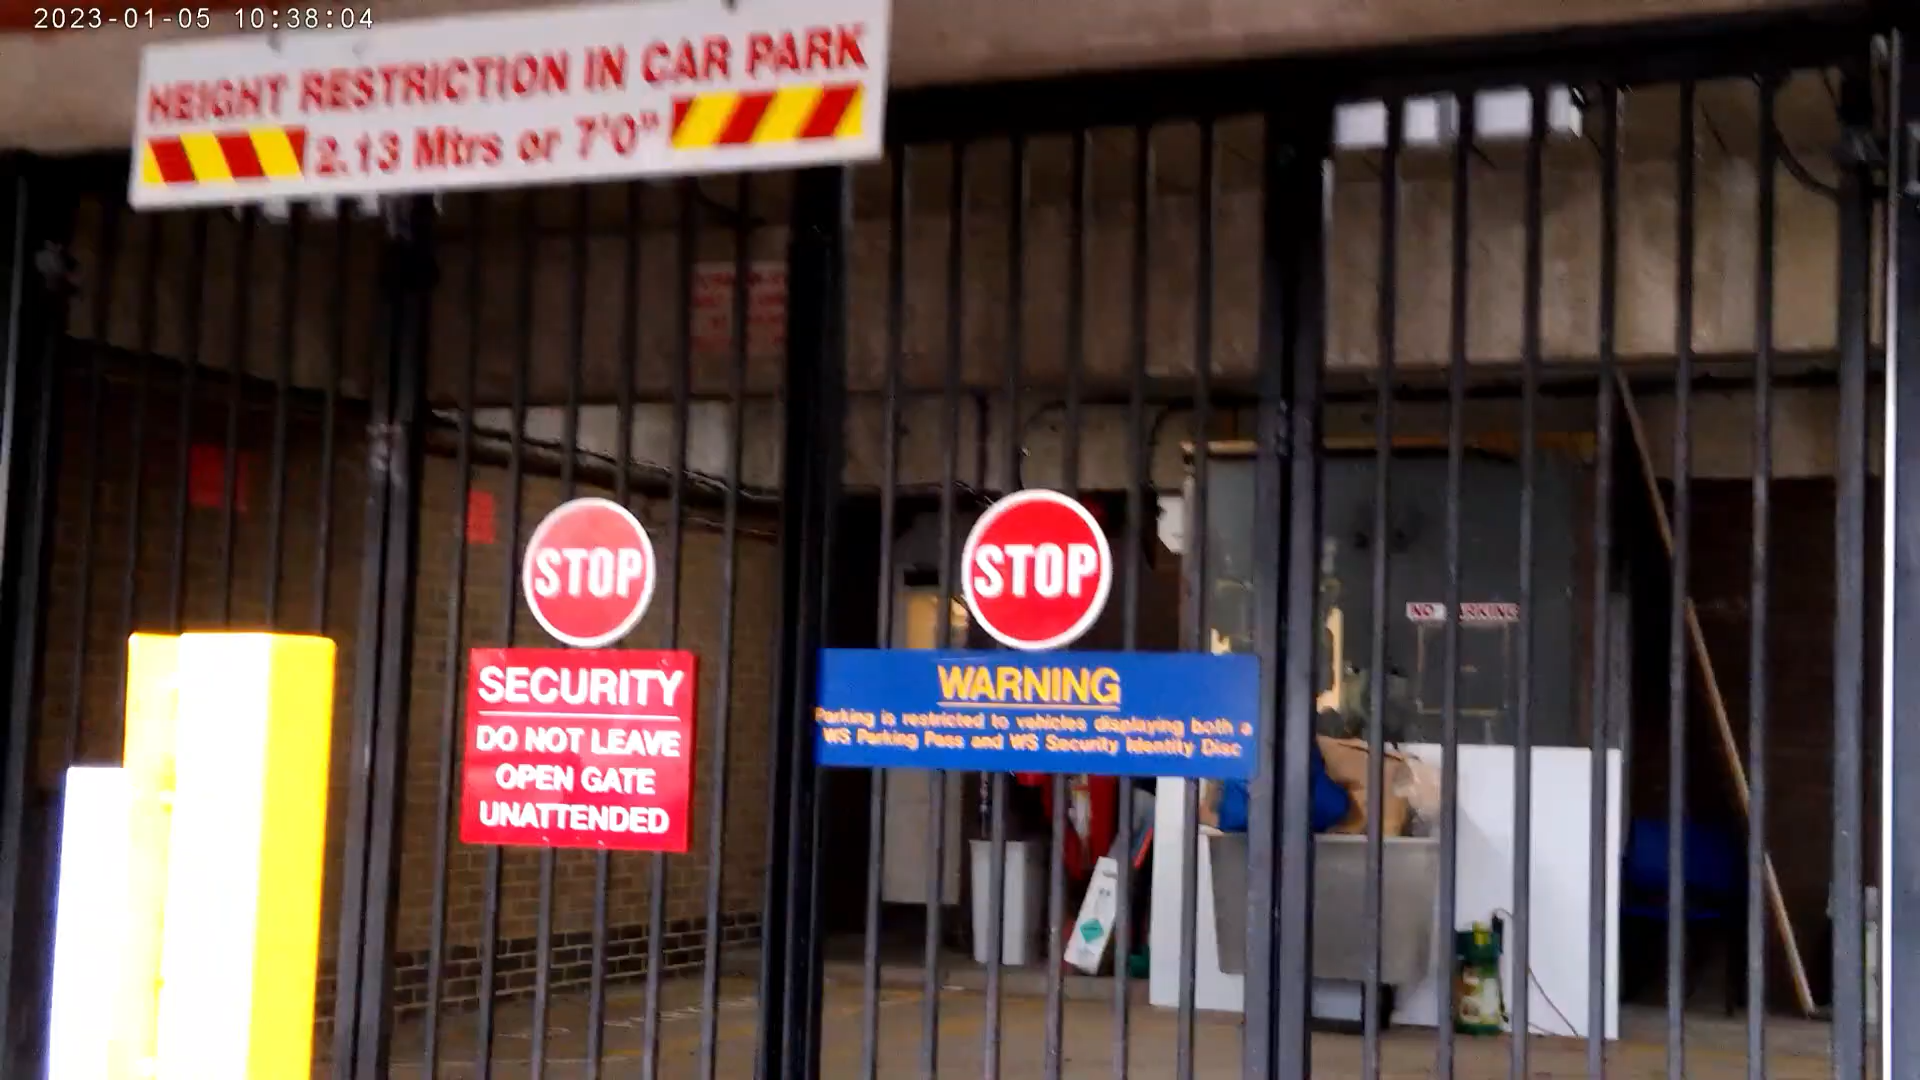 2023-01-05 10:38:04
HEIGHT RESTRICTION IN CAR PARK
2.13 Mtrs or 7'0"
STOP
SECURITY
DO NOT LEAVE
OPEN GATE
UNATTENDED
STOP
WARNING
Parking is restricted to vehicles displaying both a
WS Parking Pass and WS Security Identity Disc
NO PARKING